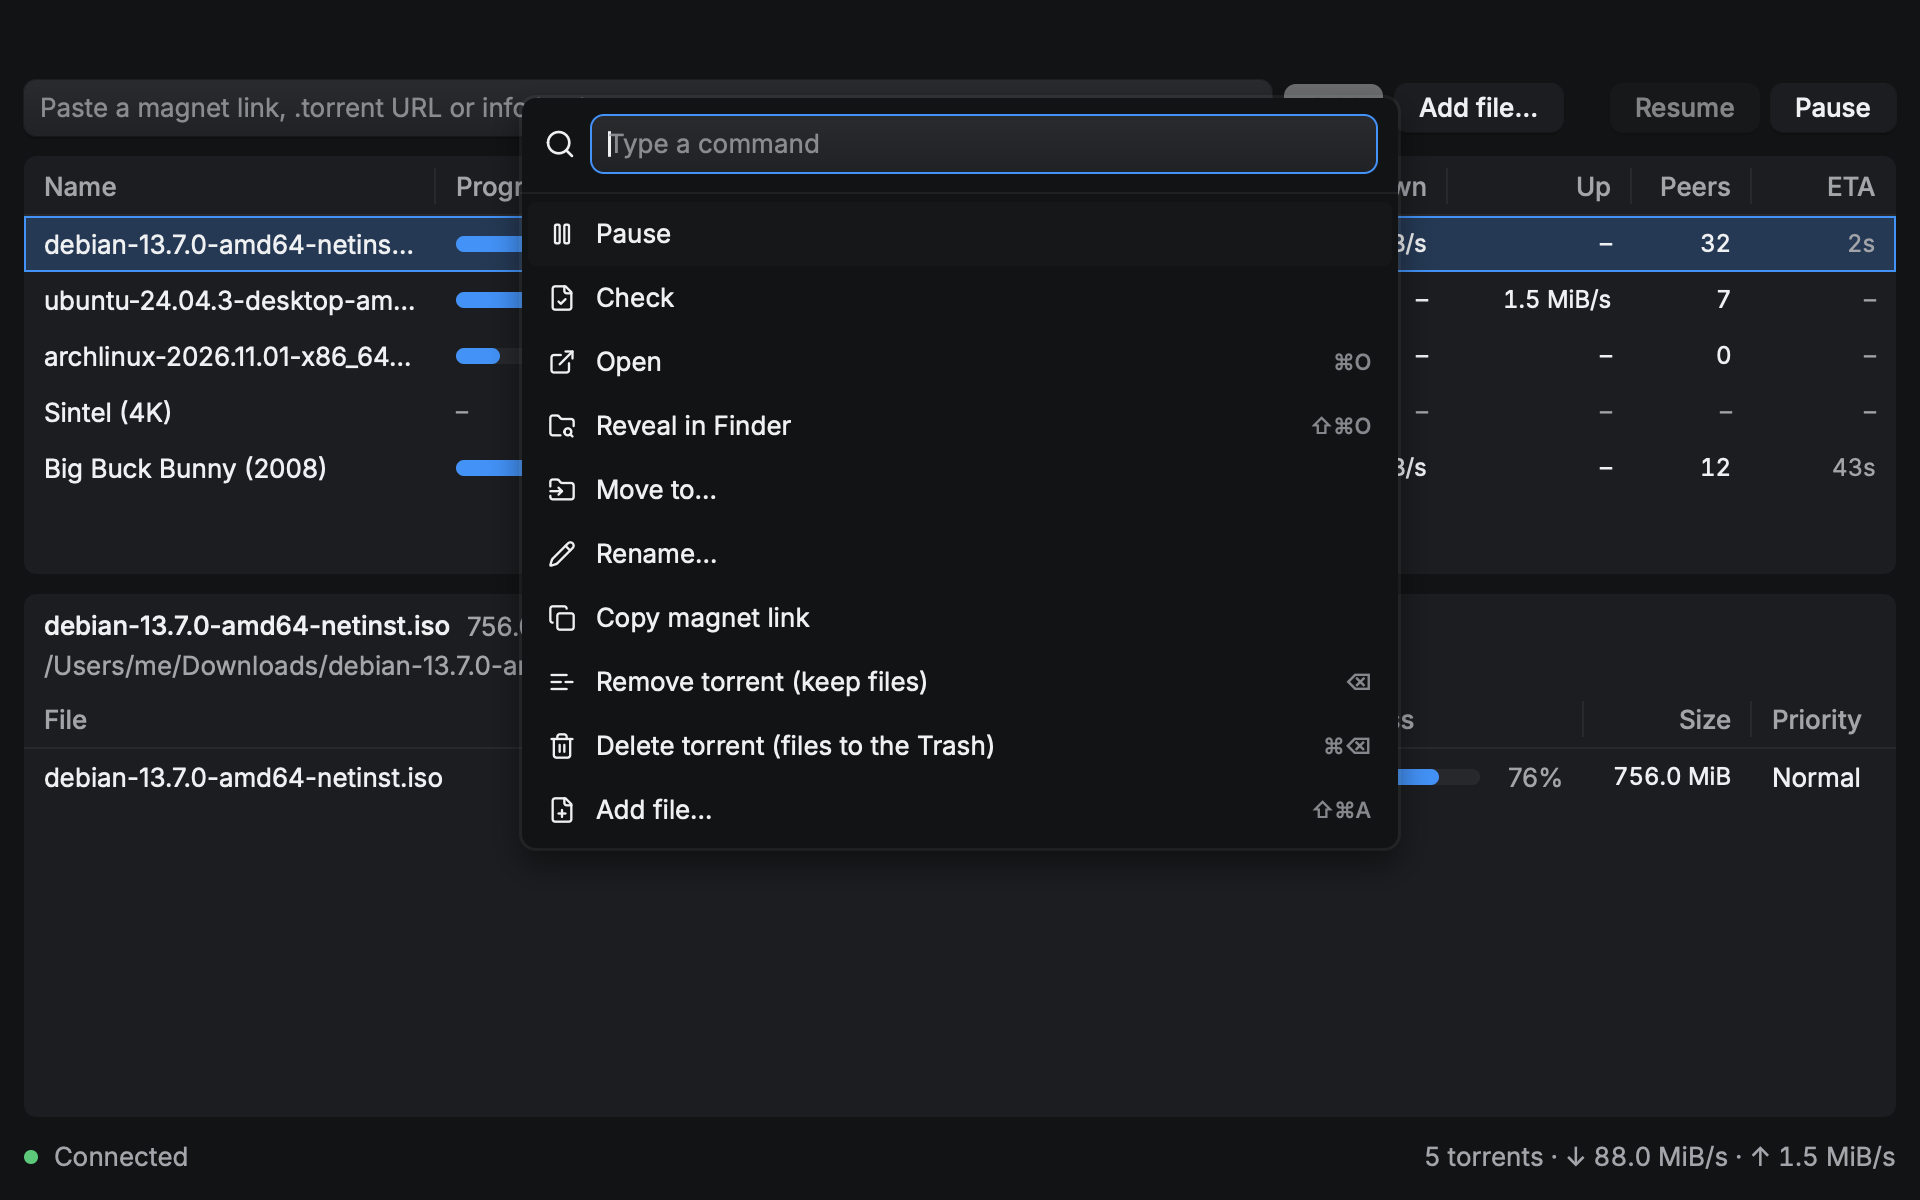 Paste a magnet link, .torrent URL or info
Add file...
Resume
Pause
Type a command
Name
Progr
wn
Up
Peers
ETA
debian-13.7.0-amd64-netins...
B/s
–
32
2s
ubuntu-24.04.3-desktop-am...
–
1.5 MiB/s
7
–
archlinux-2026.11.01-x86_64...
–
–
0
–
Sintel (4K)
–
–
–
–
–
Big Buck Bunny (2008)
B/s
–
12
43s
Pause
Check
Open ⌘O
Reveal in Finder ⇧⌘O
Move to...
Rename...
Copy magnet link
Remove torrent (keep files) ⌫
Delete torrent (files to the Trash) ⌘⌫
Add file... ⇧⌘A
debian-13.7.0-amd64-netinst.iso 756.
/Users/me/Downloads/debian-13.7.0-a
File
s
Size
Priority
debian-13.7.0-amd64-netinst.iso
76%
756.0 MiB
Normal
Connected
5 torrents · ↓ 88.0 MiB/s · ↑ 1.5 MiB/s